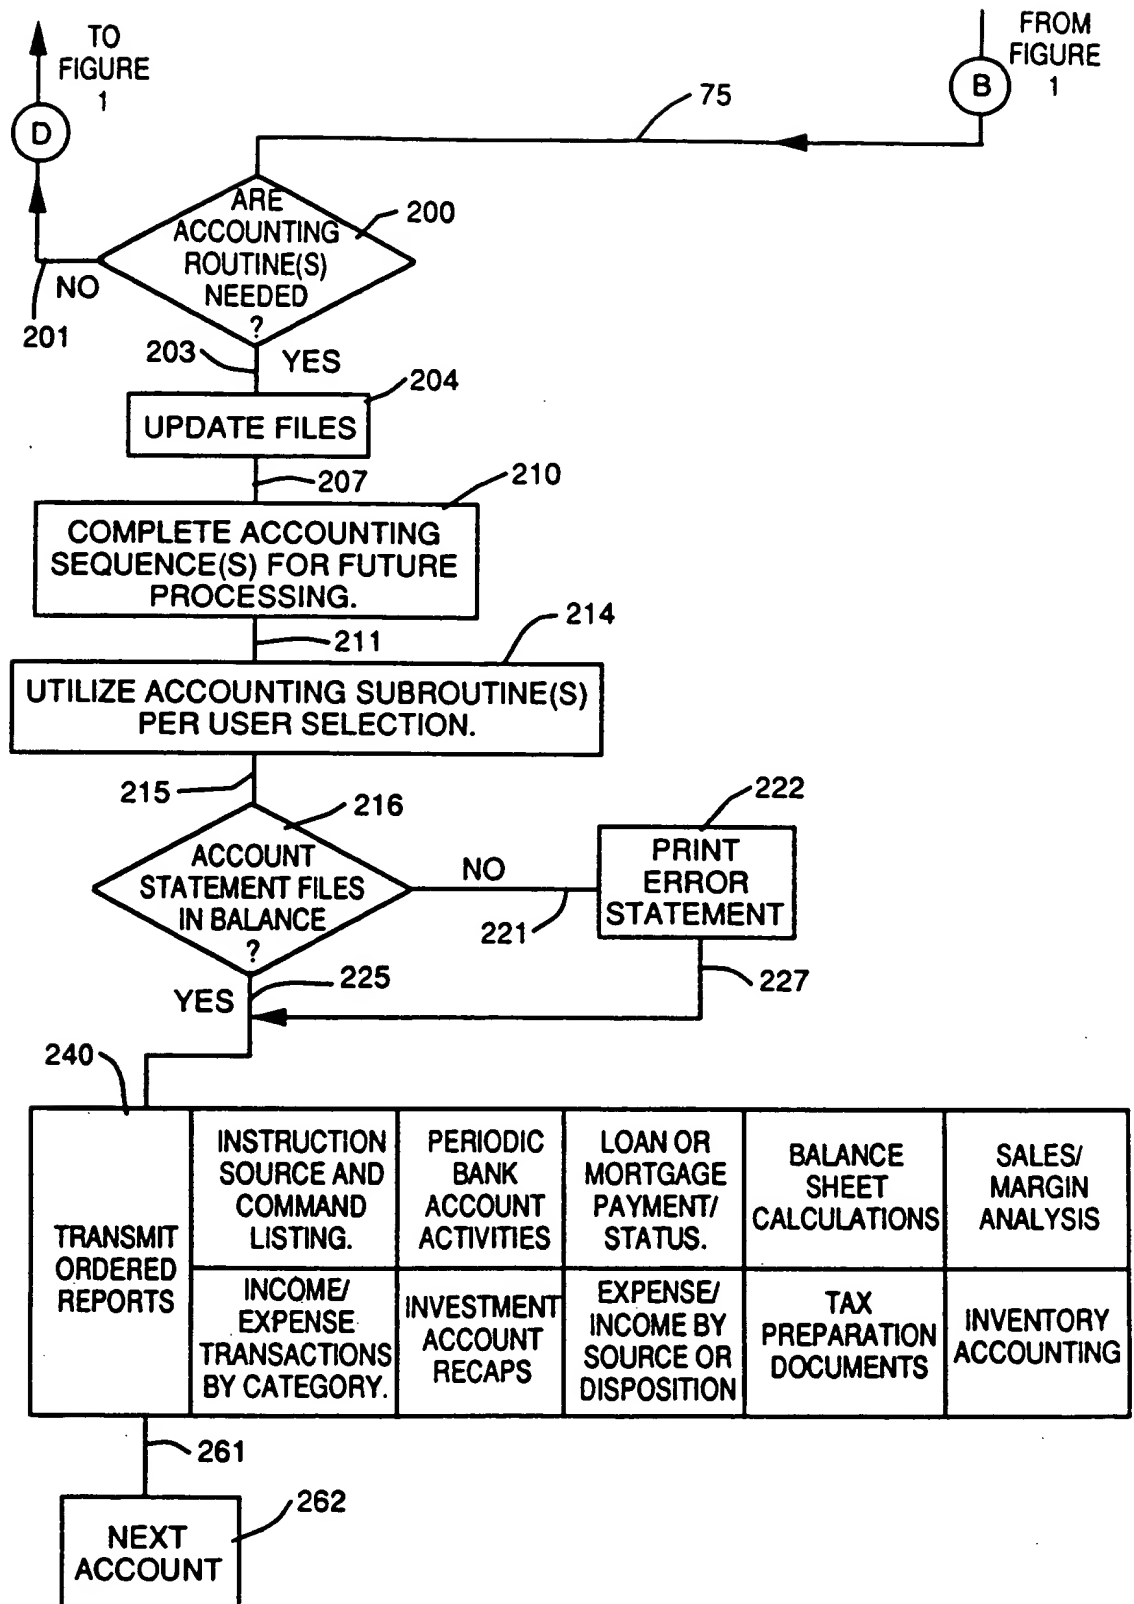 TO
FIGURE
1
D
FROM
FIGURE
1
B
75
ARE
ACCOUNTING
ROUTINE(S)
NEEDED
?
200
NO
201
203
YES
204
UPDATE FILES
207
210
COMPLETE ACCOUNTING
SEQUENCE(S) FOR FUTURE
PROCESSING.
211
214
UTILIZE ACCOUNTING SUBROUTINE(S)
PER USER SELECTION.
215
216
ACCOUNT
STATEMENT FILES
IN BALANCE
?
NO
221
222
PRINT
ERROR
STATEMENT
227
YES
225
240
TRANSMIT
ORDERED
REPORTS
INSTRUCTION
SOURCE AND
COMMAND
LISTING.
PERIODIC
BANK
ACCOUNT
ACTIVITIES
LOAN OR
MORTGAGE
PAYMENT/
STATUS.
BALANCE
SHEET
CALCULATIONS
SALES/
MARGIN
ANALYSIS
INCOME/
EXPENSE
TRANSACTIONS
BY CATEGORY.
INVESTMENT
ACCOUNT
RECAPS
EXPENSE/
INCOME BY
SOURCE OR
DISPOSITION
TAX
PREPARATION
DOCUMENTS
INVENTORY
ACCOUNTING
261
262
NEXT
ACCOUNT